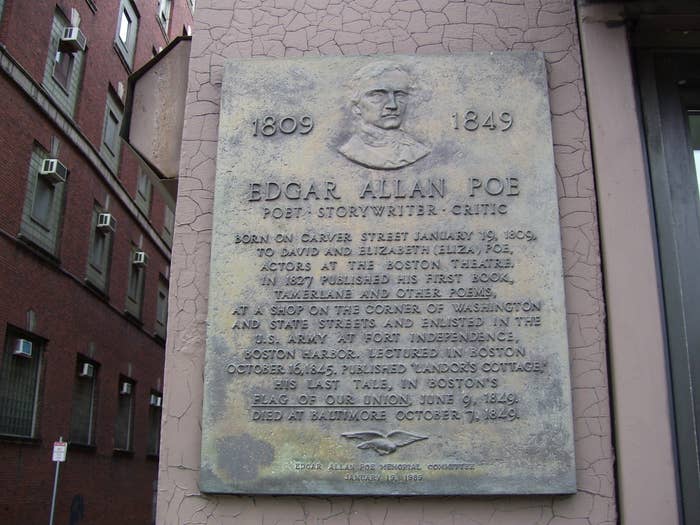 1809 1849
EDGAR ALLAN POE
POET · STORYWRITER · CRITIC
BORN ON CARVER STREET JANUARY 19, 1809,
TO DAVID AND ELIZABETH (ELIZA) POE,
ACTORS AT THE BOSTON THEATRE.
IN 1827 PUBLISHED HIS FIRST BOOK,
TAMERLANE AND OTHER POEMS,
AT A SHOP ON THE CORNER OF WASHINGTON
AND STATE STREETS AND ENLISTED IN THE
U.S. ARMY AT FORT INDEPENDENCE,
BOSTON HARBOR. LECTURED IN BOSTON
OCTOBER 16, 1845, PUBLISHED "LANDOR'S COTTAGE,"
HIS LAST TALE, IN BOSTON'S
FLAG OF OUR UNION, JUNE 9, 1849.
DIED AT BALTIMORE OCTOBER 7, 1849.
EDGAR ALLAN POE MEMORIAL COMMITTEE
JANUARY 19, 1989